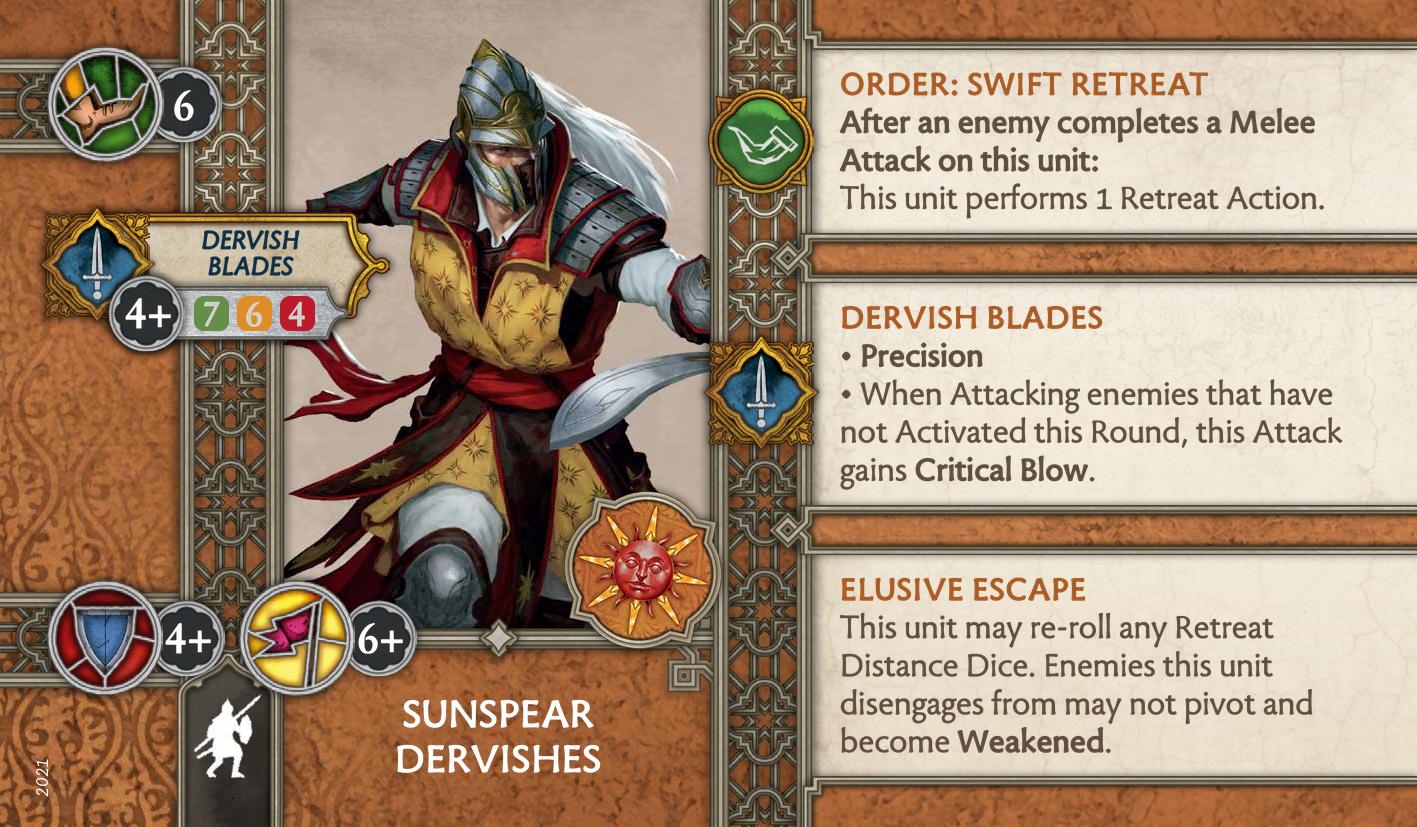 6
DERVISH
BLADES
4+ 7 6 4
4+ 6+
SUNSPEAR
DERVISHES
2021
ORDER: SWIFT RETREAT
After an enemy completes a Melee
Attack on this unit:
This unit performs 1 Retreat Action.
DERVISH BLADES
• Precision
• When Attacking enemies that have
not Activated this Round, this Attack
gains Critical Blow.
ELUSIVE ESCAPE
This unit may re-roll any Retreat
Distance Dice. Enemies this unit
disengages from may not pivot and
become Weakened.